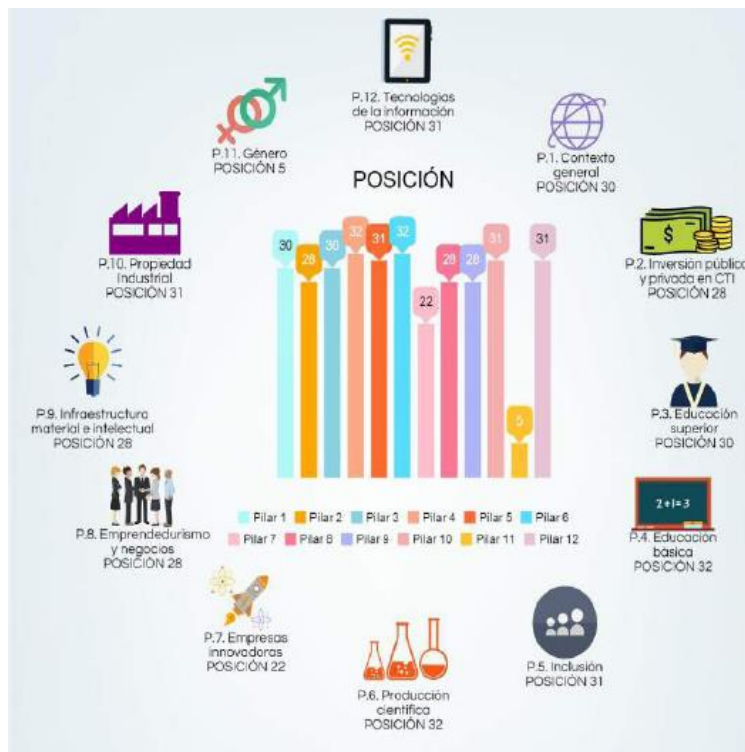 P.12. Tecnologías
de la información
POSICIÓN 31
P.11. Género
POSICIÓN 5
P.1. Contexto
general
POSICIÓN 30
POSICIÓN
P.10. Propiedad
Industrial
POSICIÓN 31
$
P.2. Inversión pública
y privada en CTI
POSICIÓN 28
30
28
30
32
31
32
22
28
28
31
5
31
P.9. Infraestructura
material e intelectual
POSICIÓN 28
P.3. Educación
superior
POSICIÓN 30
2+1=3
P.4. Educación
básica
POSICIÓN 32
P.8. Emprendedurismo
y negocios
POSICIÓN 28
Pilar 1 Pilar 2 Pilar 3 Pilar 4 Pilar 5 Pilar 6
Pilar 7 Pilar 8 Pilar 9 Pilar 10 Pilar 11 Pilar 12
P.7. Empresas
innovadoras
POSICIÓN 22
P.5. Inclusión
POSICIÓN 31
P.6. Producción
científica
POSICIÓN 32